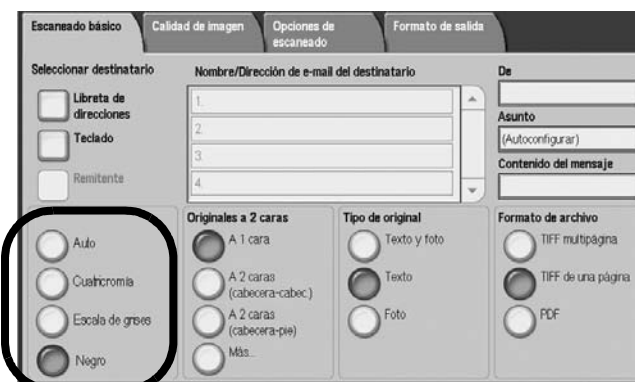 Escaneado básico
Calidad de imagen
Opciones de
escaneado
Formato de salida
Seleccionar destinatario
Libreta de
direcciones
Teclado
Remitente
Nombre/Dirección de e-mail del destinatario
1.
2.
3.
4.
De
Asunto
(Autoconfigurar)
Contenido del mensaje
Auto
Cuatricromía
Escala de grises
Negro
Originales a 2 caras
A 1 cara
A 2 caras
(cabecera-cabec.)
A 2 caras
(cabecera-pie)
Más...
Tipo de original
Texto y foto
Texto
Foto
Formato de archivo
TIFF multipágina
TIFF de una página
PDF